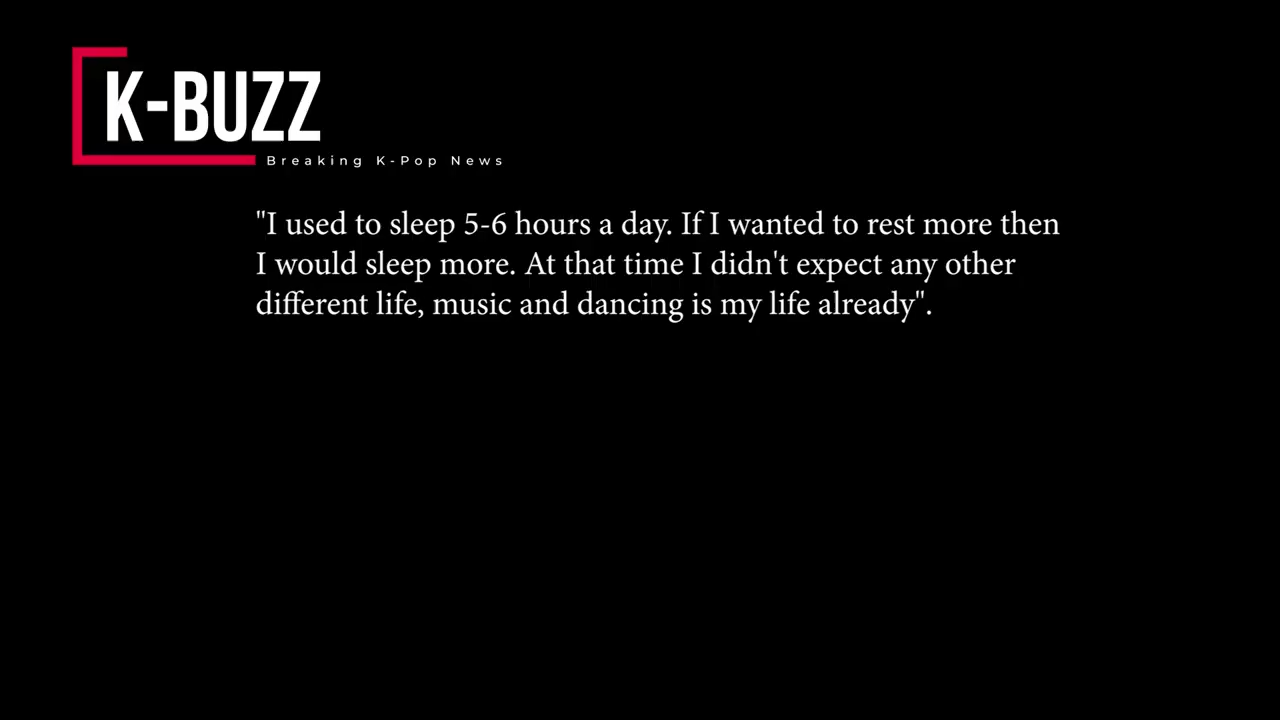 K-BUZZ
Breaking K-Pop News
"I used to sleep 5-6 hours a day. If I wanted to rest more then
I would sleep more. At that time I didn't expect any other
different life, music and dancing is my life already".